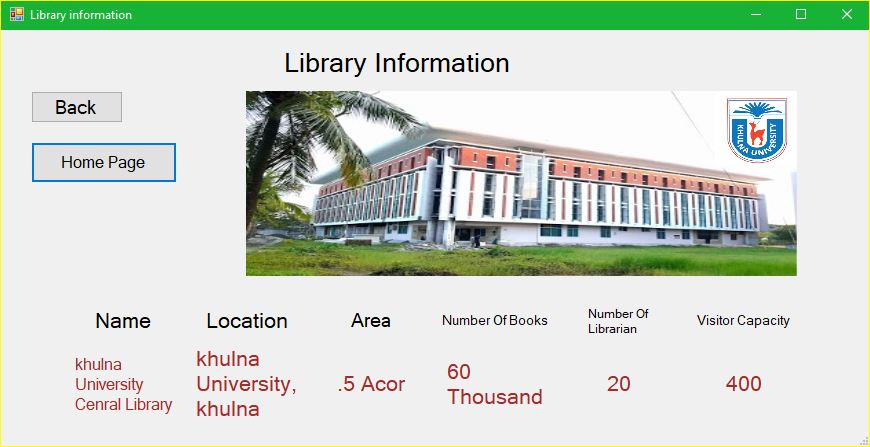 Library information
Library Information
Back
Home Page
KHULNA UNIVERSITY
Name
Location
Area
Number Of Books
Number Of
Librarian
Visitor Capacity
khulna
University
Cenral Library
khulna
University,
khulna
.5 Acor
60
Thousand
20
400